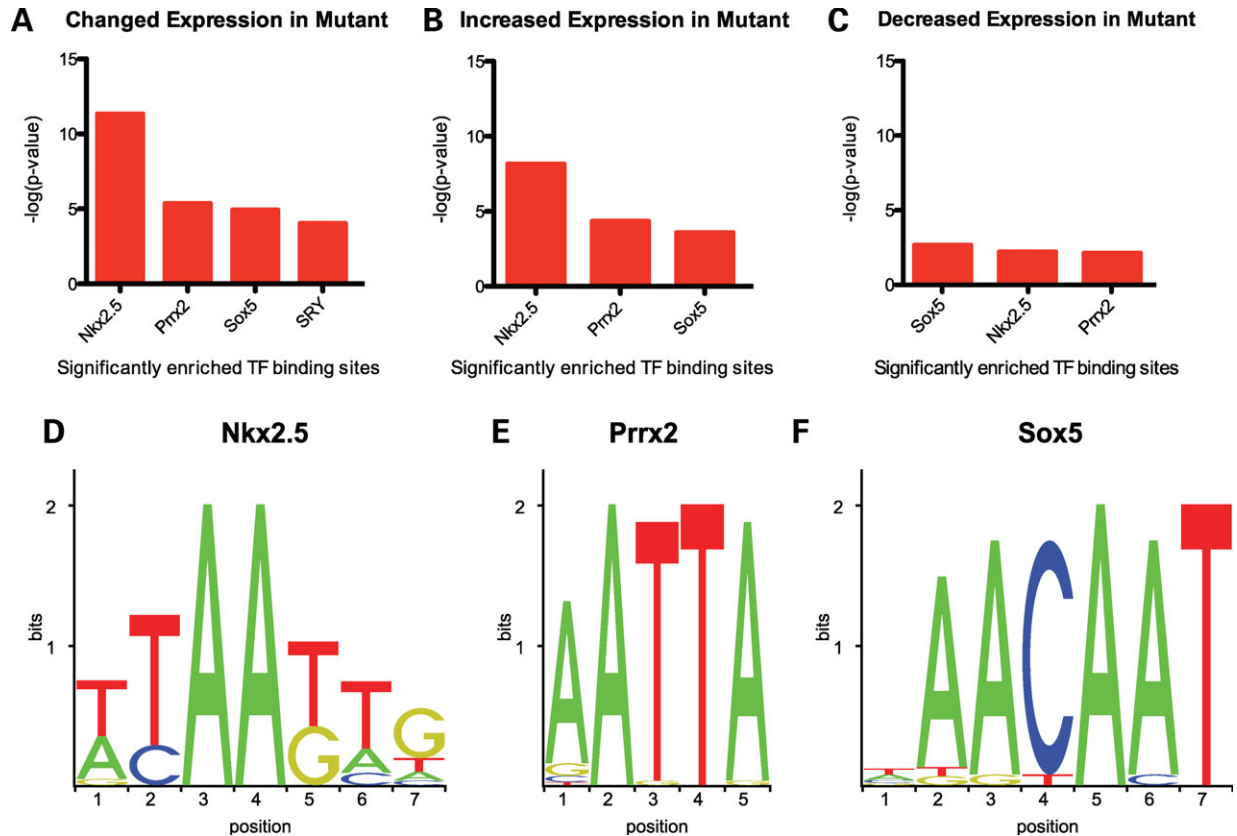 A Changed Expression in Mutant
15
10
5
0
-log(p-value)
Nkx2.5 Prrx2 Sox5 SRY
Significantly enriched TF binding sites
B Increased Expression in Mutant
15
10
5
0
-log(p-value)
Nkx2.5 Prrx2 Sox5
Significantly enriched TF binding sites
C Decreased Expression in Mutant
15
10
5
0
-log(p-value)
Sox5 Nkx2.5 Prrx2
Significantly enriched TF binding sites
D Nkx2.5
2
1
bits
T T A A T T G
A C G A T
G C A
C
1 2 3 4 5 6 7
position
E Prrx2
2
1
bits
A A T T A
G G G
C
T
1 2 3 4 5
position
F Sox5
2
1
bits
T A A C A A T
A T G T C
C G
1 2 3 4 5 6 7
position